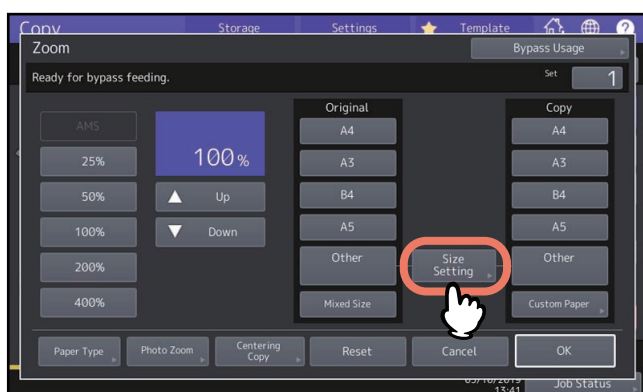 Copy Storage Settings Template
Zoom Bypass Usage
Ready for bypass feeding. Set 1
Original Copy
AMS A4 A4
25% 100% A3 A3
50% Up B4 B4
100% Down A5 A5
200% Other Size Setting Other
400% Mixed Size Custom Paper
Paper Type Photo Zoom Centering Copy Reset Cancel OK
13:41 Job Status